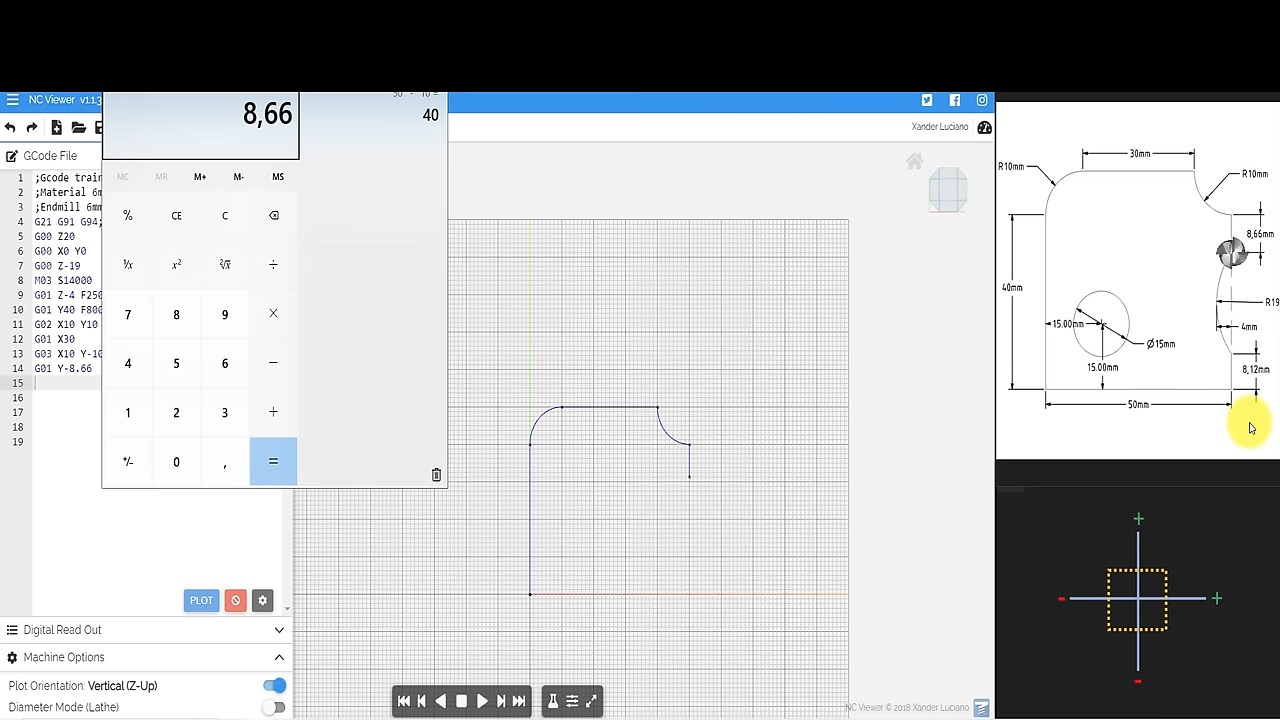 NC Viewer v1.1.3
8,66
40
Xander Luciano
GCode File
MC MR M+ M- MS
% CE C
¹/x x² ²√x ÷
7 8 9 ×
4 5 6 −
1 2 3 +
+/- 0 , =
1 ;Gcode train
2 ;Material 6m
3 ;Endmill 6mm
4 G21 G91 G94;
5 G00 Z20
6 G00 X0 Y0
7 G00 Z-19
8 M03 S14000
9 G01 Z-4 F250
10 G01 Y40 F800
11 G02 X10 Y10
12 G01 X30
13 G03 X10 Y-10
14 G01 Y-8.66
15
16
17
18
19
PLOT
Digital Read Out
Machine Options
Plot Orientation: Vertical (Z-Up)
Diameter Mode (Lathe)
NC Viewer © 2018 Xander Luciano
30mm
R10mm
R10mm
8,66mm
40mm
R19
15.00mm
4mm
Ø15mm
15.00mm
8,12mm
50mm
+
- +
-